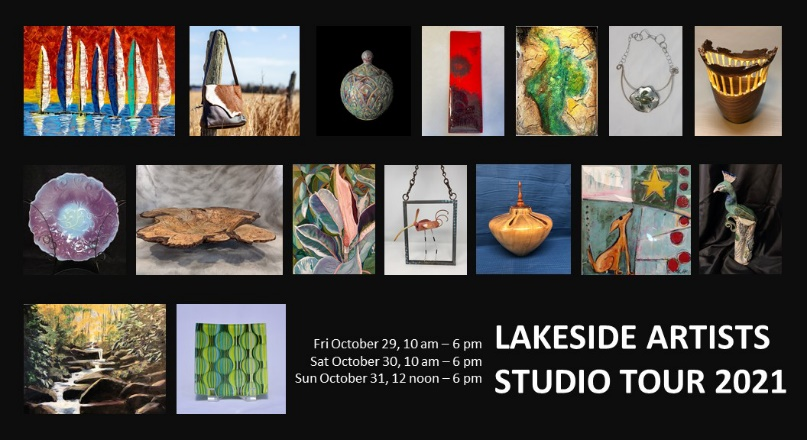 Fri October 29, 10 am – 6 pm
Sat October 30, 10 am – 6 pm
Sun October 31, 12 noon – 6 pm
LAKESIDE ARTISTS
STUDIO TOUR 2021